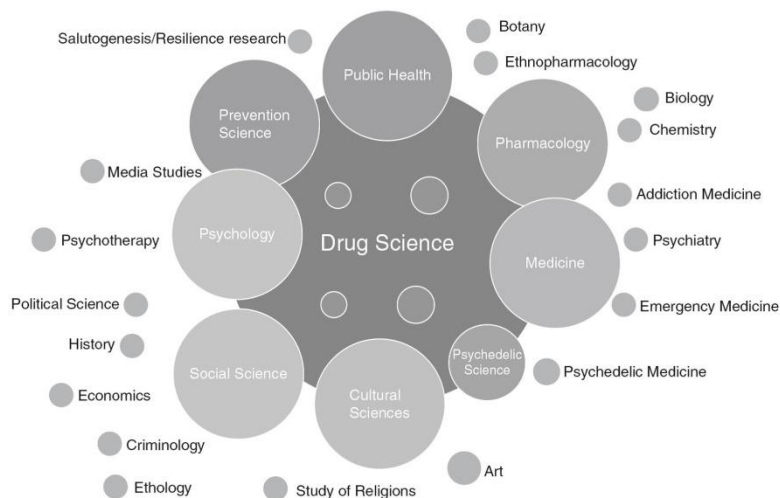 Salutogenesis/Resilience research
Botany
Public Health
Ethnopharmacology
Biology
Prevention
Science
Pharmacology
Chemistry
Media Studies
Addiction Medicine
Psychotherapy
Psychology
Drug Science
Psychiatry
Medicine
Political Science
Emergency Medicine
History
Social Science
Psychedelic
Science
Psychedelic Medicine
Economics
Cultural
Sciences
Criminology
Art
Ethology
Study of Religions